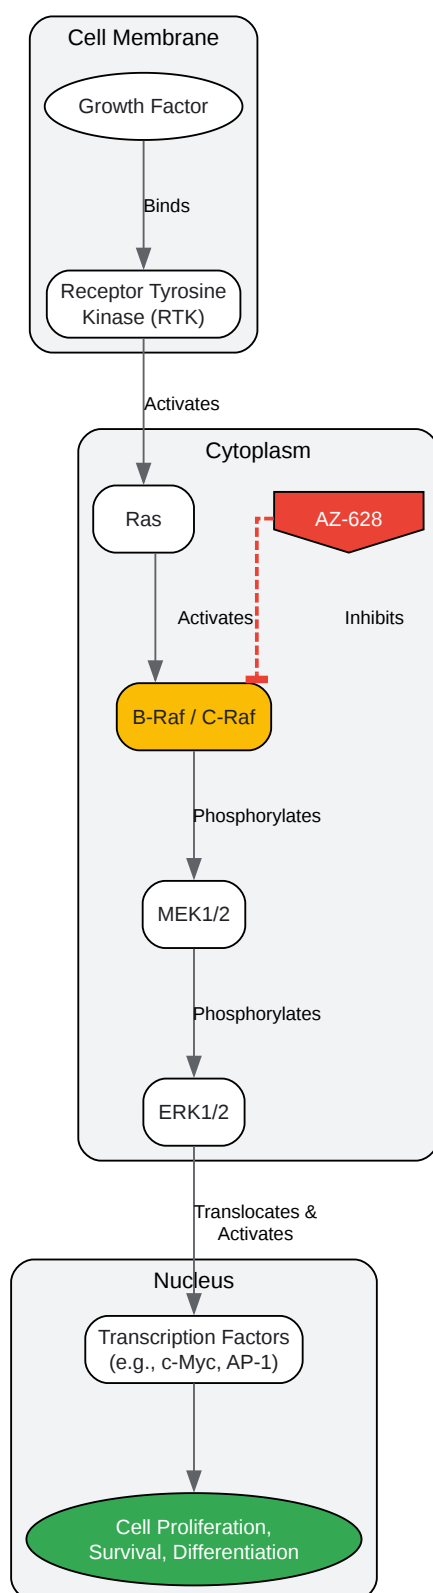 Cell Membrane
Growth Factor
Binds
Receptor Tyrosine
Kinase (RTK)
Activates
Cytoplasm
Ras
AZ-628
Activates
Inhibits
B-Raf / C-Raf
Phosphorylates
MEK1/2
Phosphorylates
ERK1/2
Translocates &
Activates
Nucleus
Transcription Factors
(e.g., c-Myc, AP-1)
Cell Proliferation,
Survival, Differentiation